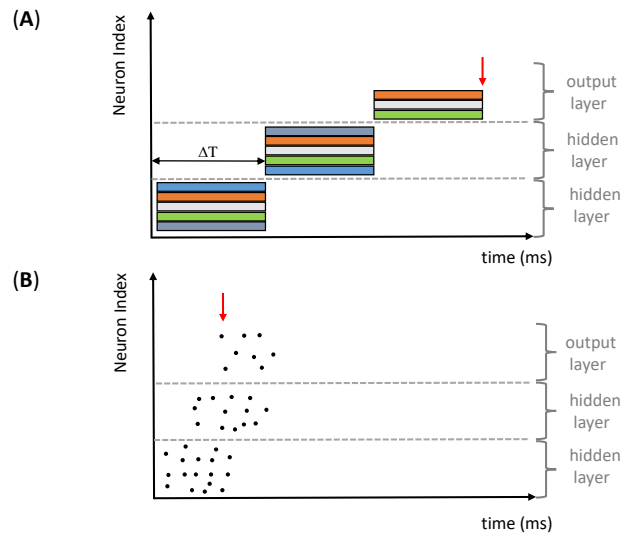 (A)
Neuron Index
output
layer
ΔT
hidden
layer
hidden
layer
time (ms)
(B)
Neuron Index
output
layer
hidden
layer
hidden
layer
time (ms)